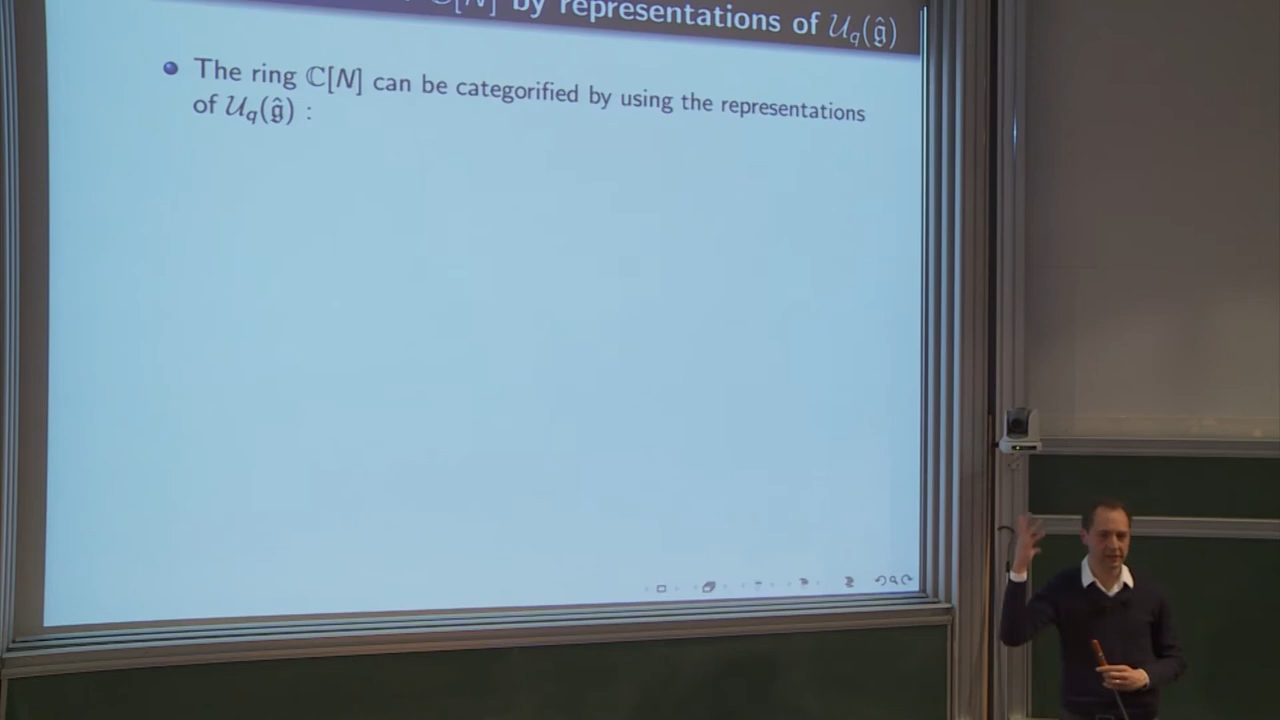 ℂ[N] by representations of 𝒰_q(𝔤̂)
The ring ℂ[N] can be categorified by using the representations
of 𝒰_q(𝔤̂) :